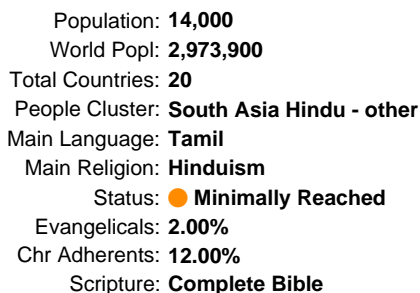 Population: 14,000
World Popl: 2,973,900
Total Countries: 20
People Cluster: South Asia Hindu - other
Main Language: Tamil
Main Religion: Hinduism
Status: Minimally Reached
Evangelicals: 2.00%
Chr Adherents: 12.00%
Scripture: Complete Bible